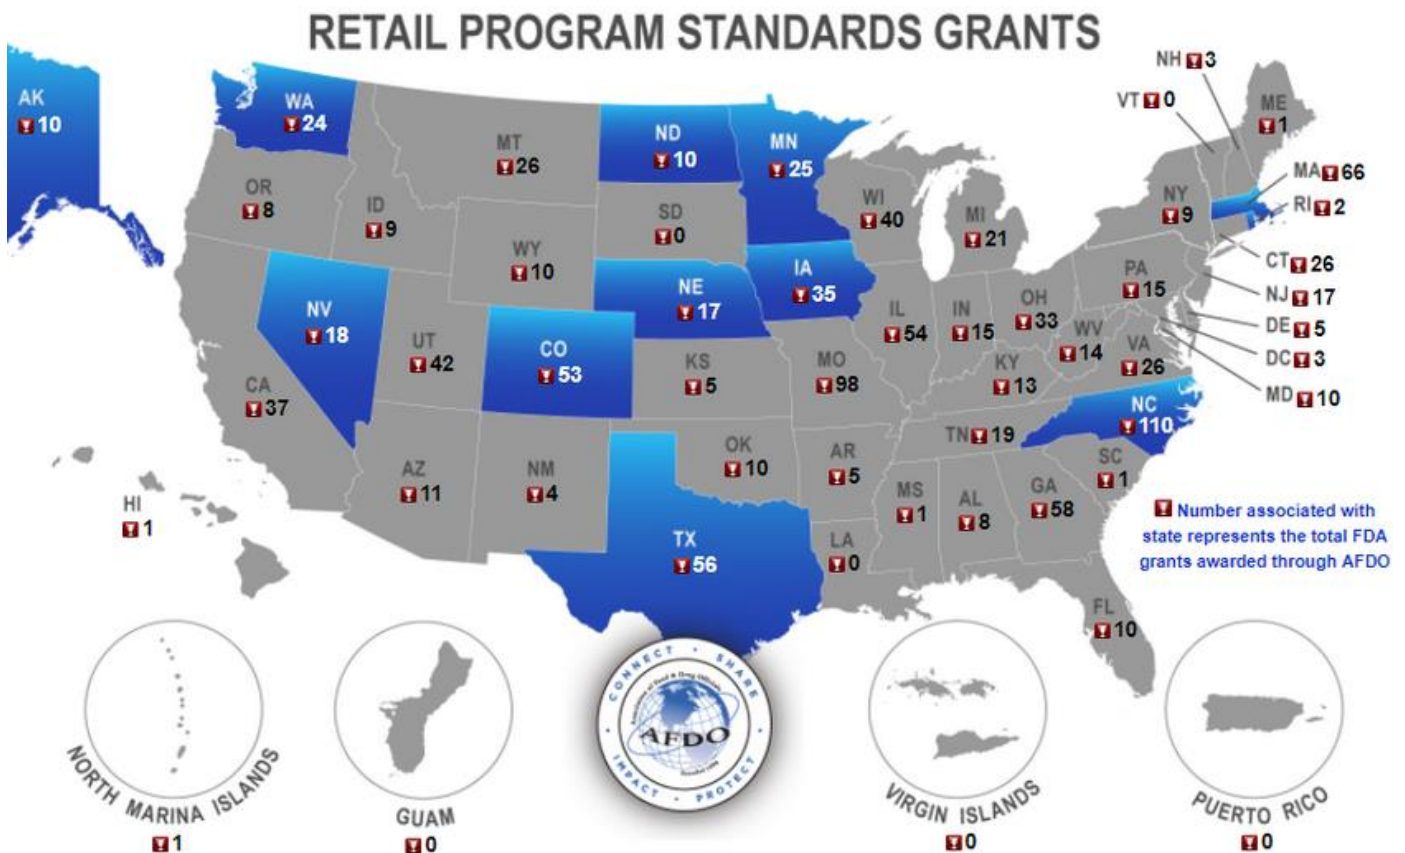 RETAIL PROGRAM STANDARDS GRANTS
NH 3
VT 0
ME
1
AK
10
WA
24
MT
26
ND
10
MN
25
MA 66
OR
8
ID
9
SD
0
WI
40
MI
21
NY
9
RI 2
WY
10
CT 26
NV
18
NE
17
IA
35
PA
15
NJ 17
UT
42
CO
53
IL
54
IN
15
OH
33
WV
14
VA
26
DE 5
DC 3
CA
37
KS
5
MO
98
KY
13
MD 10
NC
110
TN 19
AZ
11
NM
4
OK
10
AR
5
MS
1
AL
8
GA
58
SC
1
HI
1
TX
56
LA
0
FL
10
Number associated with
state represents the total FDA
grants awarded through AFDO
CONNECT • SHARE
Association of Food & Drug Officials
AFDO
IMPACT • PROTECT
NORTH MARINA ISLANDS
1
GUAM
0
VIRGIN ISLANDS
0
PUERTO RICO
0